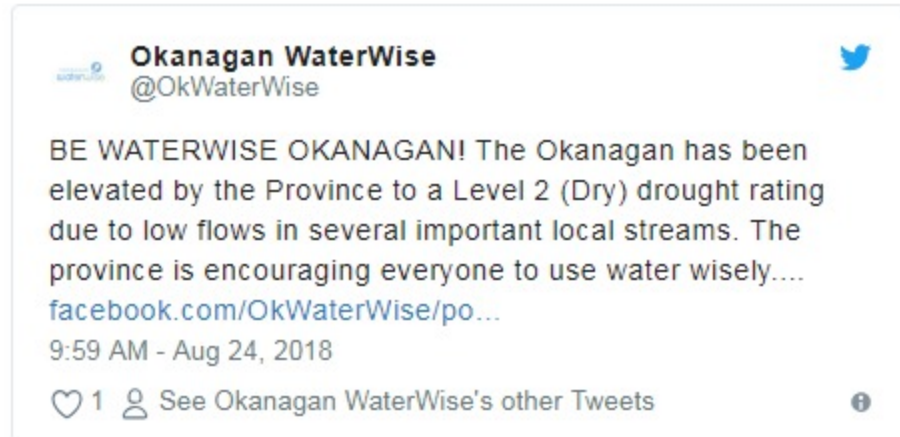 Okanagan WaterWise
@OkWaterWise
BE WATERWISE OKANAGAN! The Okanagan has been
elevated by the Province to a Level 2 (Dry) drought rating
due to low flows in several important local streams. The
province is encouraging everyone to use water wisely....
facebook.com/OkWaterWise/po...
9:59 AM - Aug 24, 2018
1 See Okanagan WaterWise's other Tweets